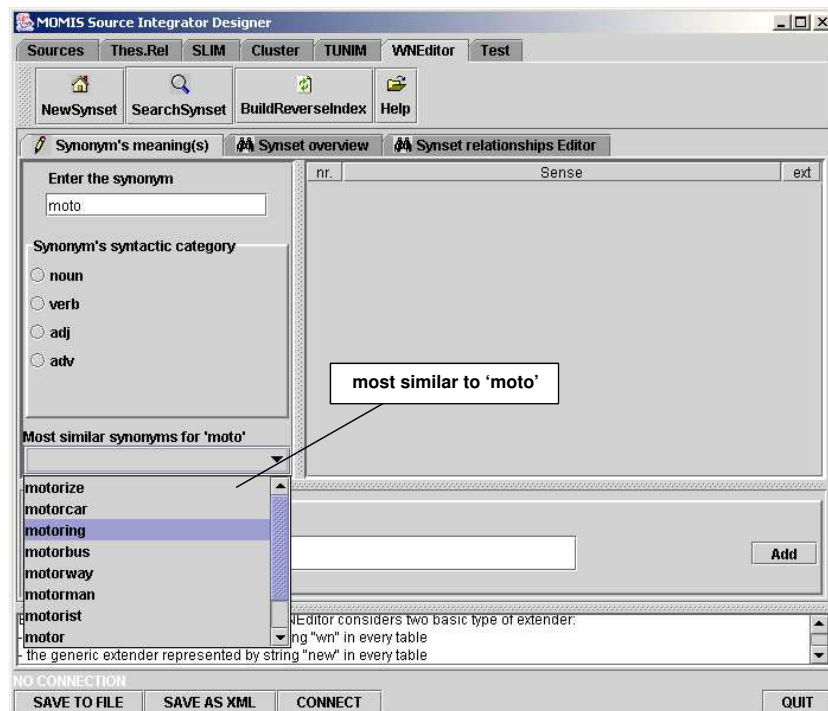 MOMIS Source Integrator Designer
Sources Thes.Rel SLIM Cluster TUNIM WNEditor Test
NewSynset SearchSynset BuildReverseIndex Help
Synonym's meaning(s) Synset overview Synset relationships Editor
Enter the synonym
moto
nr. Sense ext
Synonym's syntactic category
noun
verb
adj
adv
most similar to ‘moto’
Most similar synonyms for 'moto'
motorize
motorcar
motoring
motorbus
motorway
motorman
motorist
motor
Add
Editor considers two basic type of extender:
"wn" in every table
- the generic extender represented by string "new" in every table
NO CONNECTION
SAVE TO FILE SAVE AS XML CONNECT QUIT